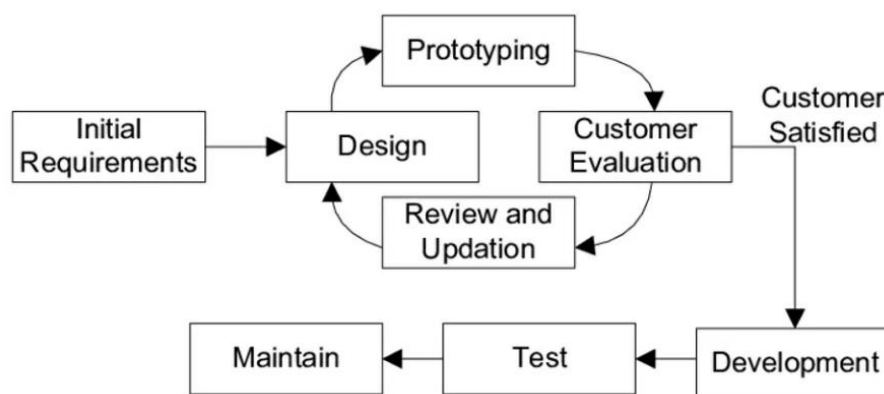 Prototyping
Customer
Satisfied
Initial
Requirements
Design
Customer
Evaluation
Review and
Updation
Maintain
Test
Development